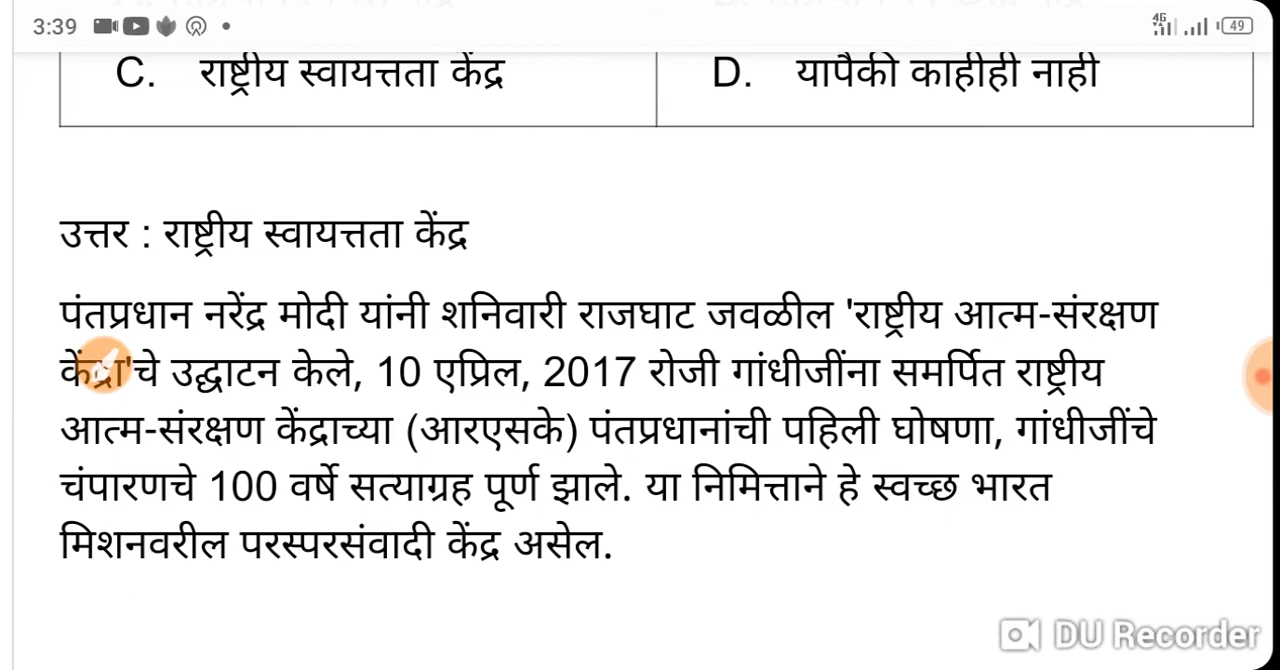 3:39
4G
49
C. राष्ट्रीय स्वायत्तता केंद्र D. यापैकी काहीही नाही
उत्तर : राष्ट्रीय स्वायत्तता केंद्र
पंतप्रधान नरेंद्र मोदी यांनी शनिवारी राजघाट जवळील 'राष्ट्रीय आत्म-संरक्षण
केंद्रा'चे उद्घाटन केले, 10 एप्रिल, 2017 रोजी गांधीजींना समर्पित राष्ट्रीय
आत्म-संरक्षण केंद्राच्या (आरएसके) पंतप्रधानांची पहिली घोषणा, गांधीजींचे
चंपारणचे 100 वर्षे सत्याग्रह पूर्ण झाले. या निमित्ताने हे स्वच्छ भारत
मिशनवरील परस्परसंवादी केंद्र असेल.
DU Recorder